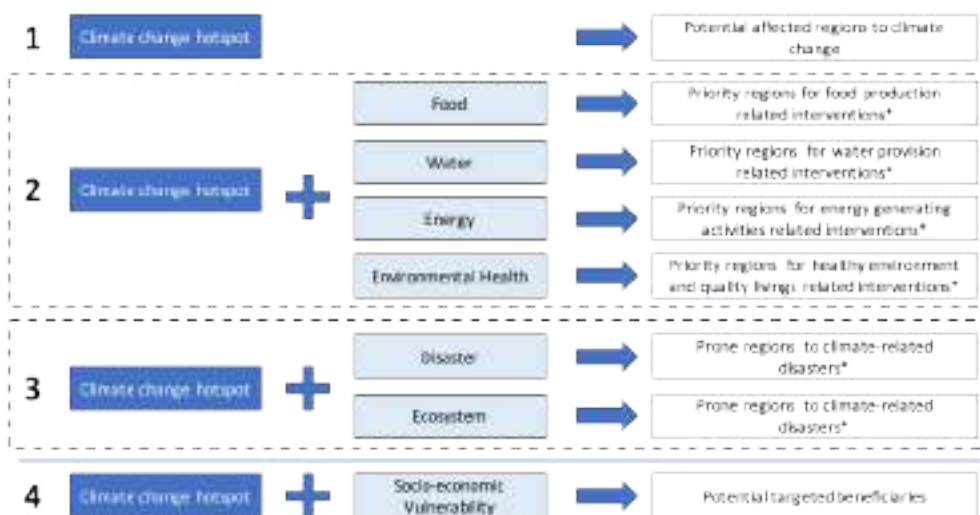 1
Climate change hotspot
Potential affected regions to climate
change
2
Climate change hotspot
Food
Priority regions for food production
related interventions*
Water
Priority regions for water provision
related interventions*
Energy
Priority regions for energy generating
activities related interventions*
Environmental Health
Priority regions for healthy environment
and quality livings related interventions*
3
Climate change hotspot
Disaster
Prone regions to climate-related
disasters*
Ecosystem
Prone regions to climate-related
disasters*
4
Climate change hotspot
Socio-economic
Vulnerability
Potential targeted beneficiaries